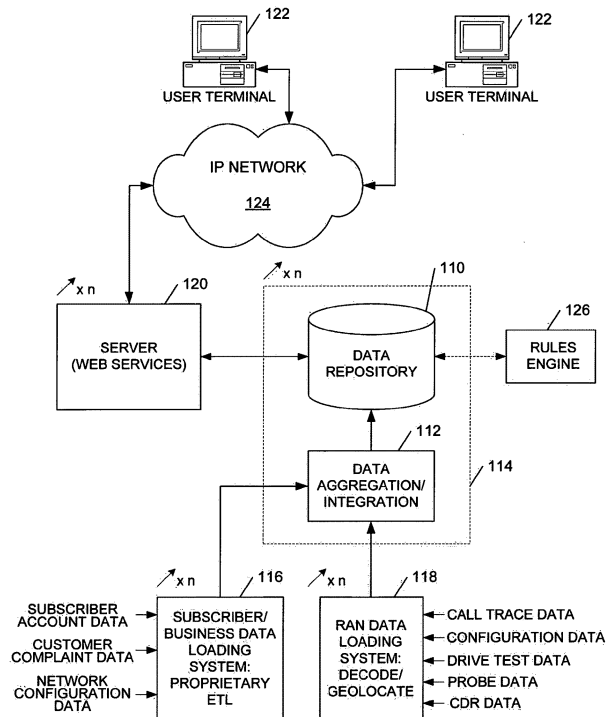 122
122
USER TERMINAL
USER TERMINAL
IP NETWORK
124
x n
120
x n
110
126
SERVER
(WEB SERVICES)
DATA
REPOSITORY
RULES
ENGINE
112
DATA
AGGREGATION/
INTEGRATION
114
x n
116
x n
118
SUBSCRIBER
ACCOUNT DATA
CUSTOMER
COMPLAINT DATA
NETWORK
CONFIGURATION
DATA
SUBSCRIBER/
BUSINESS DATA
LOADING
SYSTEM:
PROPRIETARY
ETL
RAN DATA
LOADING
SYSTEM:
DECODE/
GEOLOCATE
CALL TRACE DATA
CONFIGURATION DATA
DRIVE TEST DATA
PROBE DATA
CDR DATA